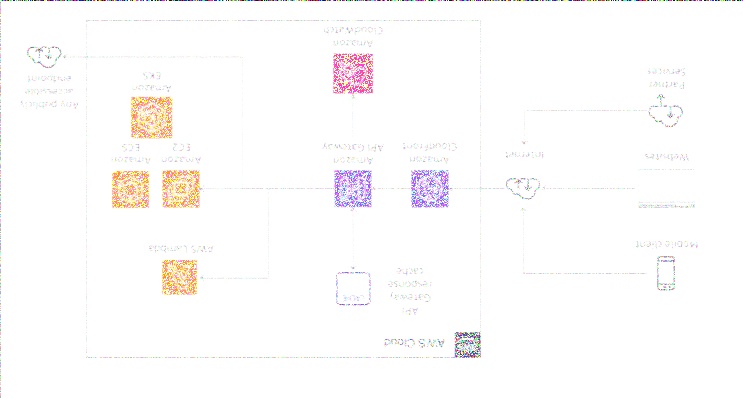 AWS Cloud
API
Gateway
response
cache
Mobile client
AWS Lambda
Websites
Internet
Amazon
CloudFront
Amazon
API Gateway
Amazon
EC2
Amazon
ECS
Partner
Services
Amazon
EKS
Any publicly
accessible
endpoint
Amazon
CloudWatch